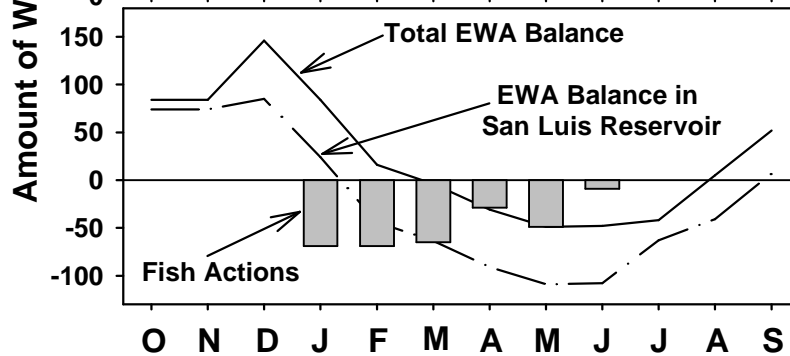 0
150
Total EWA Balance
100
EWA Balance in
San Luis Reservoir
50
0
-50
Fish Actions
-100
Amount of W
O N D J F M A M J J A S